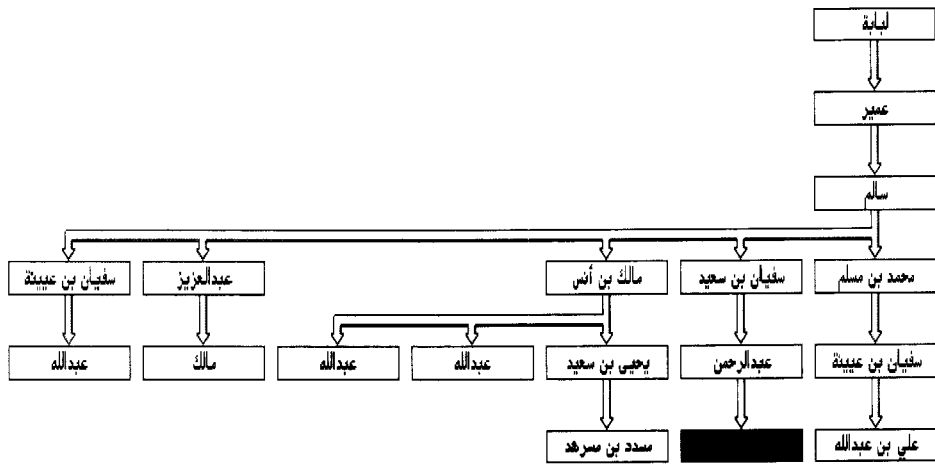 لبابة
عمير
سالم
محمد بن مسلم
سفيان بن سعيد
مالك بن أنس
عبدالعزيز
سفيان بن عيينة
سفيان بن عيينة
عبدالرحمن
يحيى بن سعيد
عبدالله
عبدالله
مالك
عبدالله
علي بن عبدالله
مسدد بن مسرهد